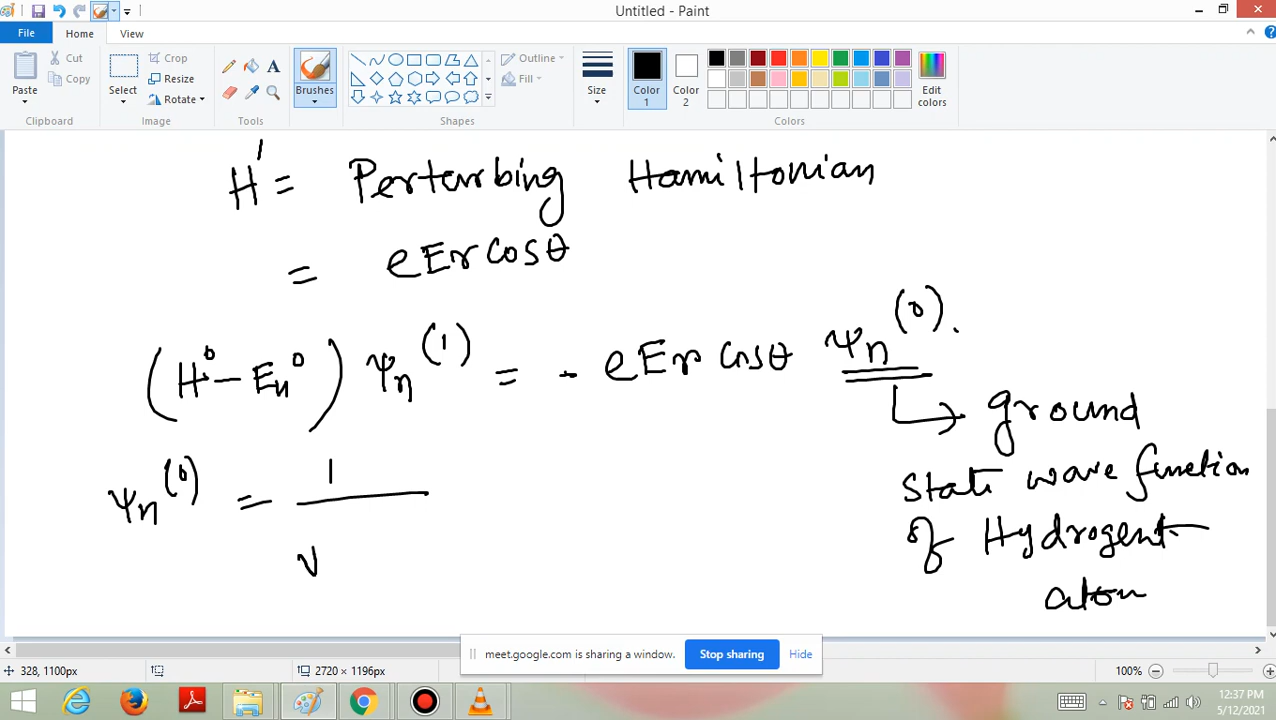 Untitled - Paint
File Home View
Paste
Cut
Copy
Clipboard
Select
Crop
Resize
Rotate
Image
A
Tools
Brushes
Outline
Fill
Shapes
Size
Color 1
Color 2
Edit colors
Colors
H' = Perturbing Hamiltonian
= eErcosθ
(H⁰ - Eₙ⁰) ψₙ⁽¹⁾ = - eEr cosθ ψₙ⁽⁰⁾.
ground
ψₙ⁽⁰⁾ = 1
State wave function
of Hydrogent
atom
meet.google.com is sharing a window. Stop sharing Hide
328, 1100px 2720 × 1196px 100%
12:37 PM
5/12/2021